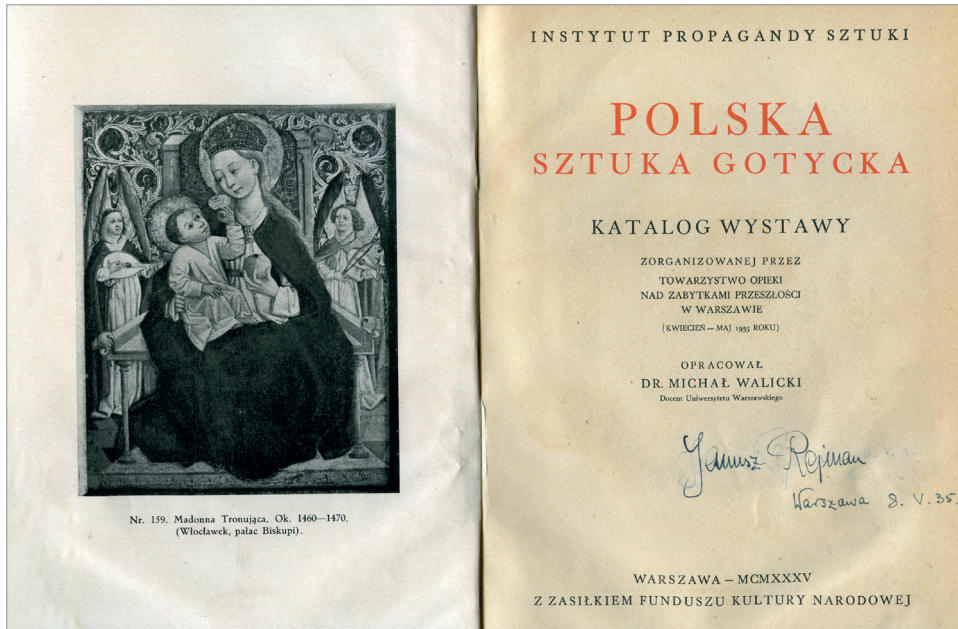 Nr. 159. Madonna Tronująca. Ok. 1460—1470.
(Włocławek, pałac Biskupi).
INSTYTUT PROPAGANDY SZTUKI
POLSKA
SZTUKA GOTYCKA
KATALOG WYSTAWY
ZORGANIZOWANEJ PRZEZ
TOWARZYSTWO OPIEKI
NAD ZABYTKAMI PRZESZŁOŚCI
W WARSZAWIE
(KWIECIEŃ — MAJ 1935 ROKU)
OPRACOWAŁ
DR. MICHAŁ WALICKI
Docent Uniwersytetu Warszawskiego
Janusz Rejman
Warszawa 8. V. 35.
WARSZAWA — MCMXXXV
Z ZASIŁKIEM FUNDUSZU KULTURY NARODOWEJ